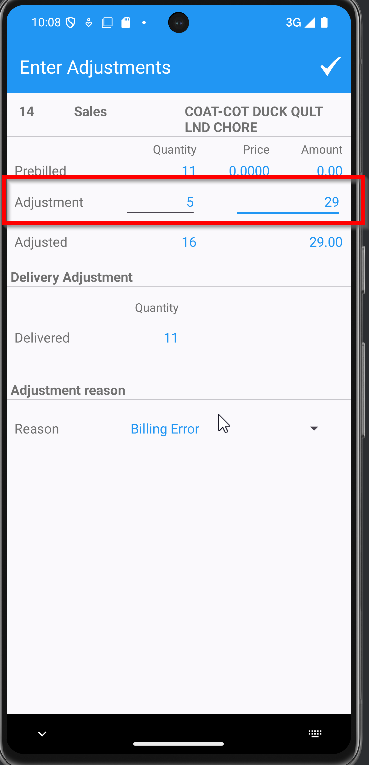 10:08 3G
Enter Adjustments
14 Sales COAT-COT DUCK QULT
LND CHORE
Quantity Price Amount
Prebilled 11 0.0000 0.00
Adjustment 5 29
Adjusted 16 29.00
Delivery Adjustment
Quantity
Delivered 11
Adjustment reason
Reason Billing Error